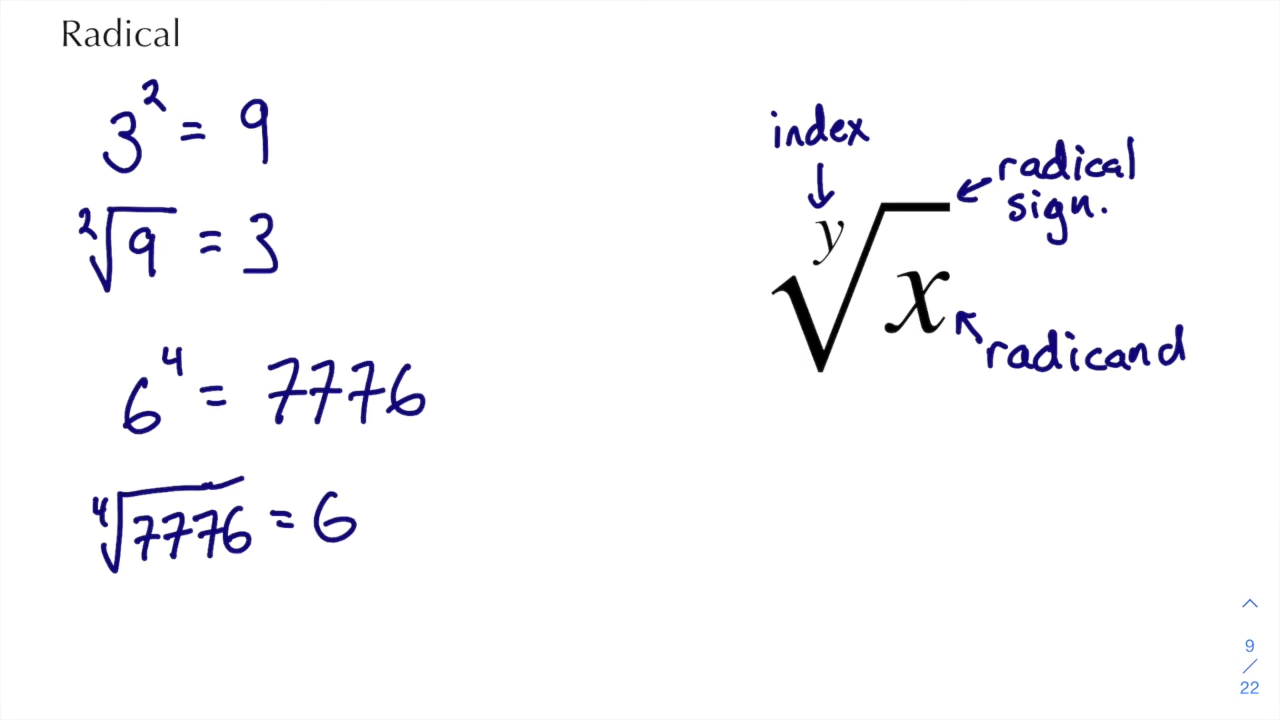 Radical
3² = 9
²√9 = 3
6⁴ = 7776
⁴√7776 = 6
index
radical
sign.
y√x
radicand
9
/
22